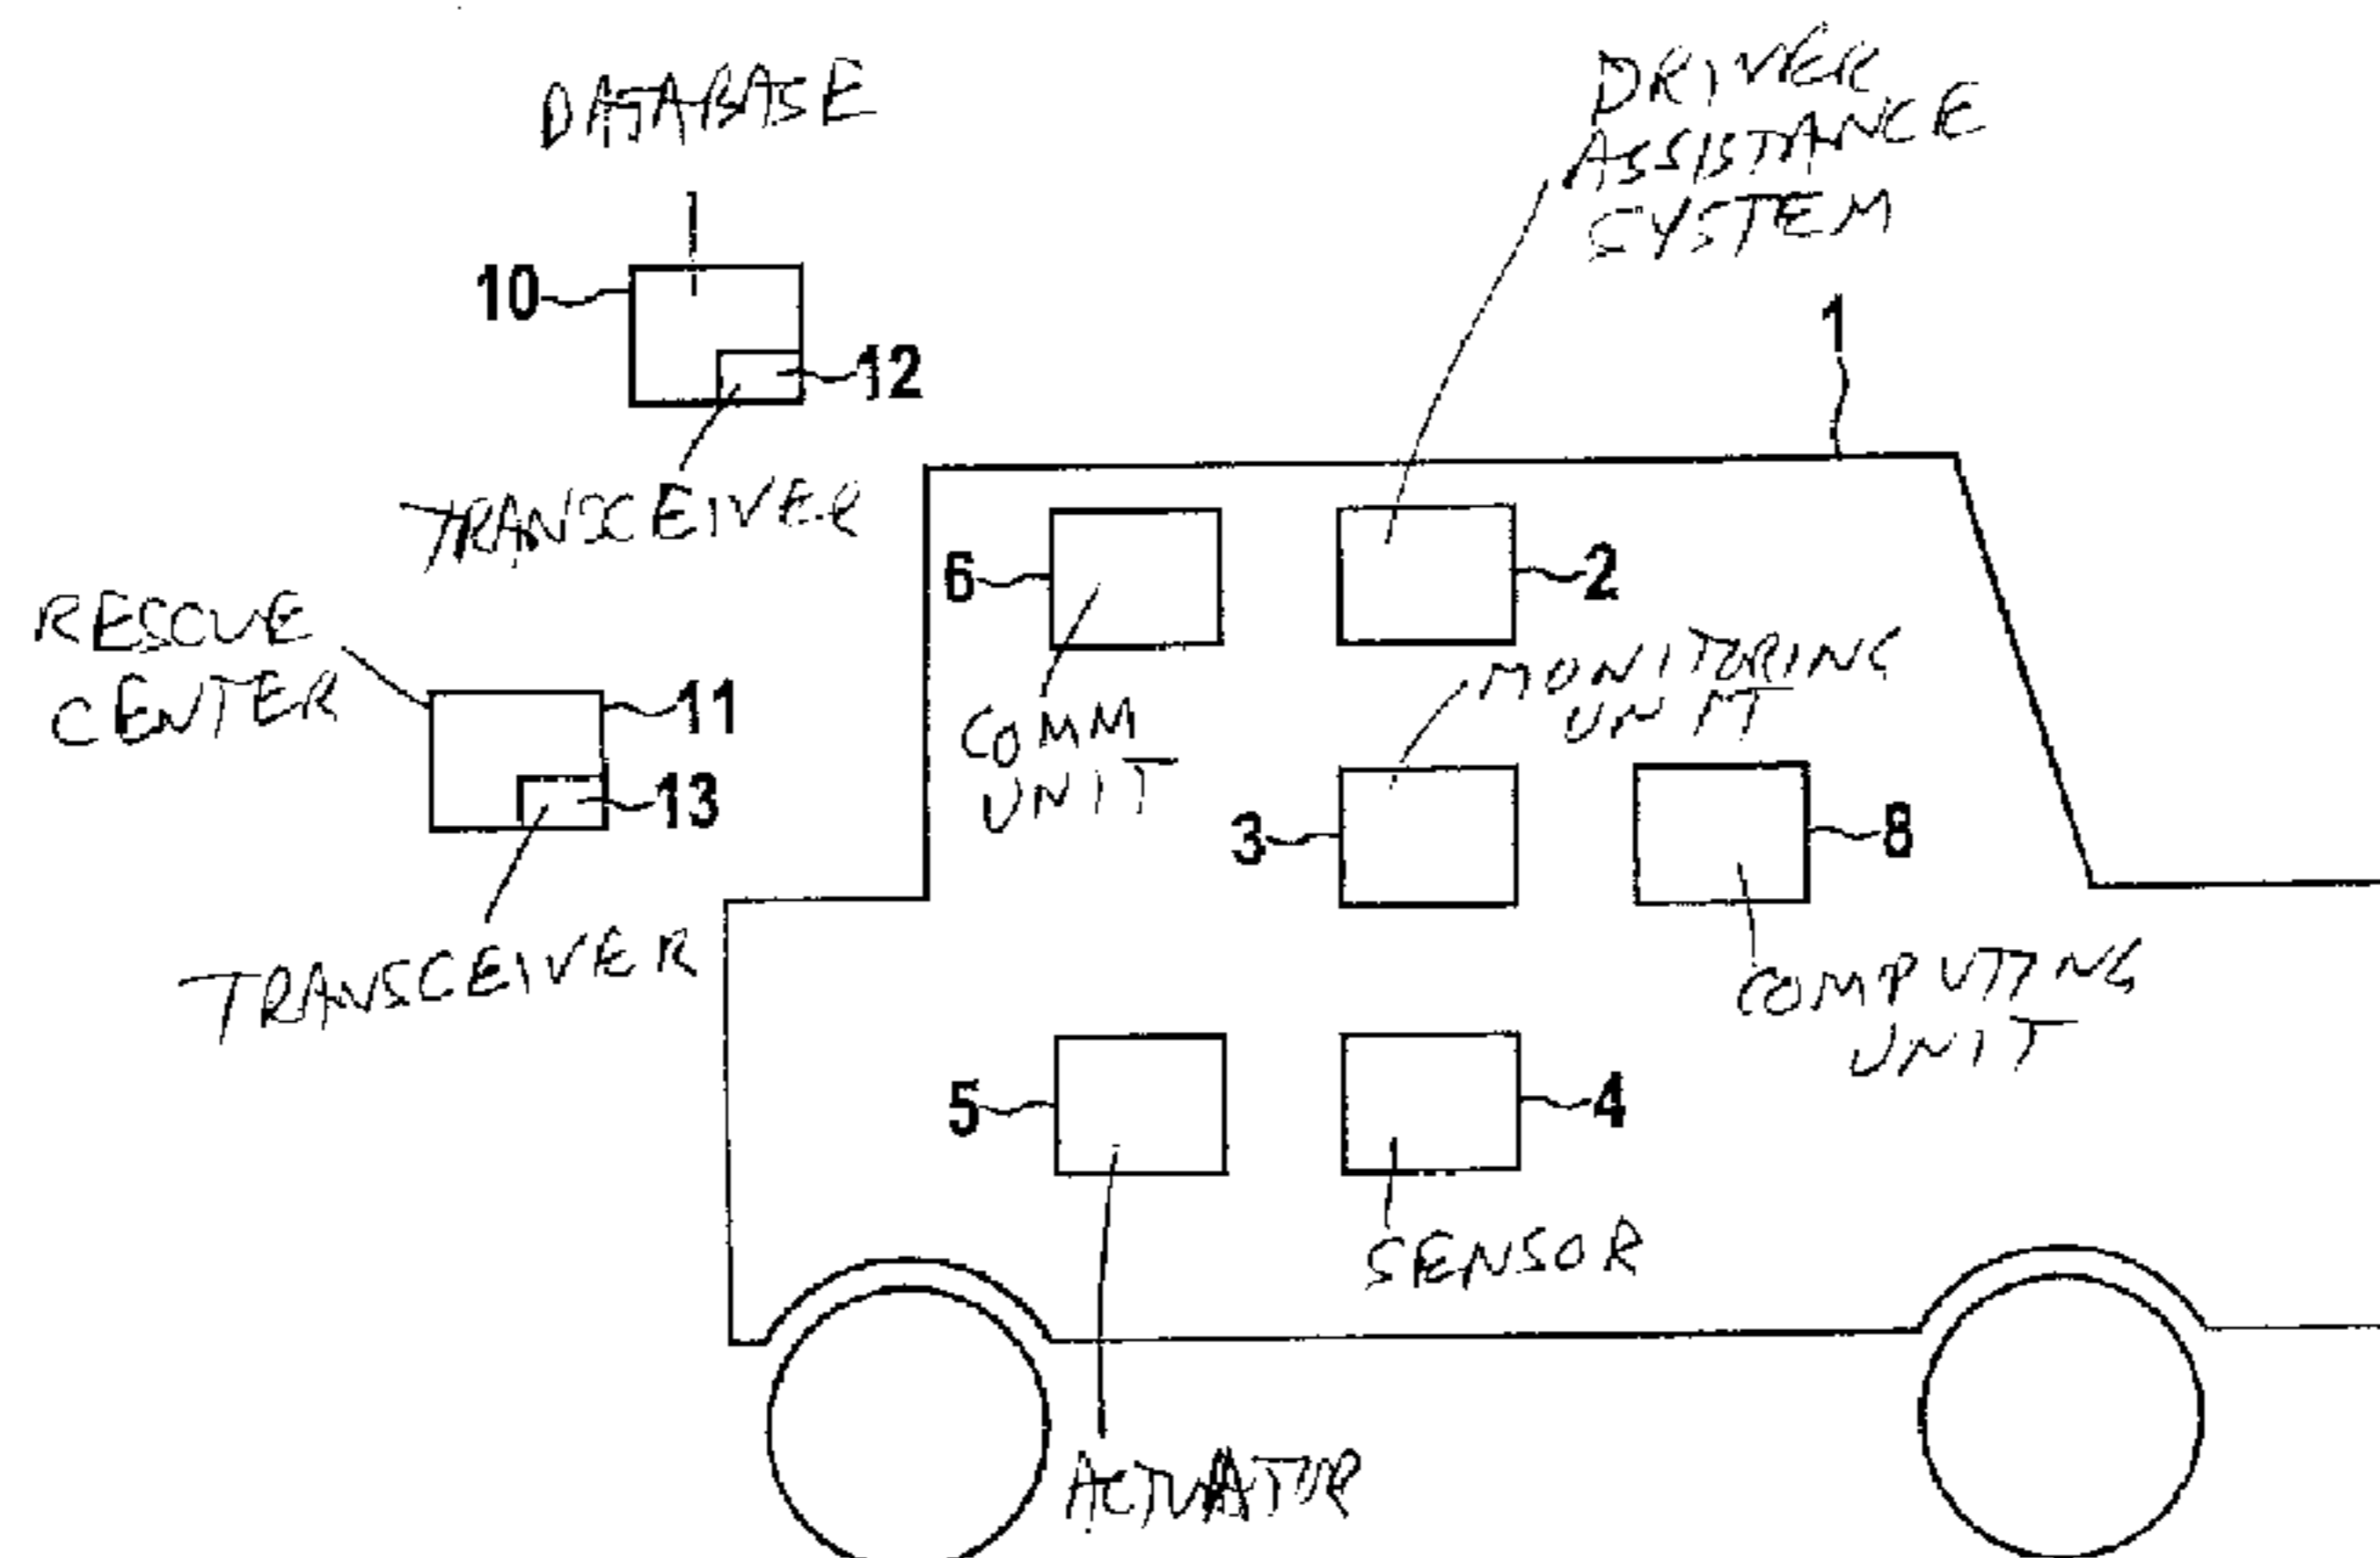 DATABASE
DRIVER
ASSISTANCE
SYSTEM
10
1
12
TRANSCEIVER
6
2
RESCUE
CENTER
MONITORING
UNIT
11
COMM
UNIT
13
3
8
TRANSCEIVER
COMPUTING
UNIT
5
4
SENSOR
ACTUATOR